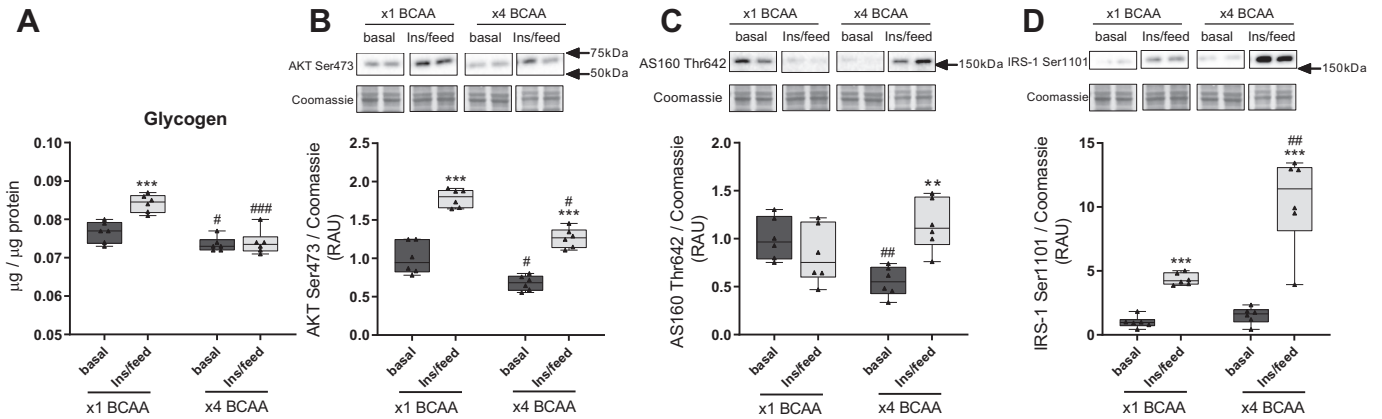 A
Glycogen
μg / μg protein
0.10
0.09
0.08
0.07
0.06
0.05
***
#
###
basal
Ins/feed
basal
Ins/feed
x1 BCAA
x4 BCAA
B
x1 BCAA
x4 BCAA
basal
Ins/feed
basal
Ins/feed
AKT Ser473
75kDa
50kDa
Coomassie
AKT Ser473 / Coomassie
(RAU)
2.5
2.0
1.5
1.0
0.5
0.0
***
#
#
***
basal
Ins/feed
basal
Ins/feed
x1 BCAA
x4 BCAA
C
x1 BCAA
x4 BCAA
basal
Ins/feed
basal
Ins/feed
AS160 Thr642
150kDa
Coomassie
AS160 Thr642 / Coomassie
(RAU)
2.0
1.5
1.0
0.5
0.0
##
**
basal
Ins/feed
basal
Ins/feed
x1 BCAA
x4 BCAA
D
x1 BCAA
x4 BCAA
basal
Ins/feed
basal
Ins/feed
IRS-1 Ser1101
150kDa
Coomassie
IRS-1 Ser1101 / Coomassie
(RAU)
15
10
5
0
***
##
***
basal
Ins/feed
basal
Ins/feed
x1 BCAA
x4 BCAA